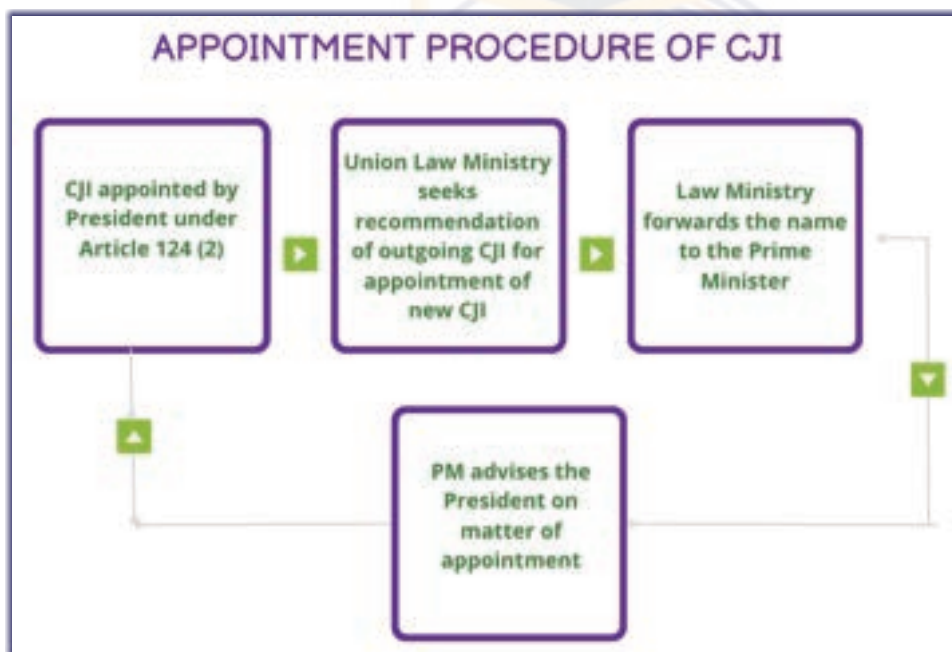 APPOINTMENT PROCEDURE OF CJI
CJI appointed by
President under
Article 124 (2)
Union Law Ministry
seeks
recommendation
of outgoing CJI for
appointment of
new CJI
Law Ministry
forwards the name
to the Prime
Minister
PM advises the
President on
matter of
appointment